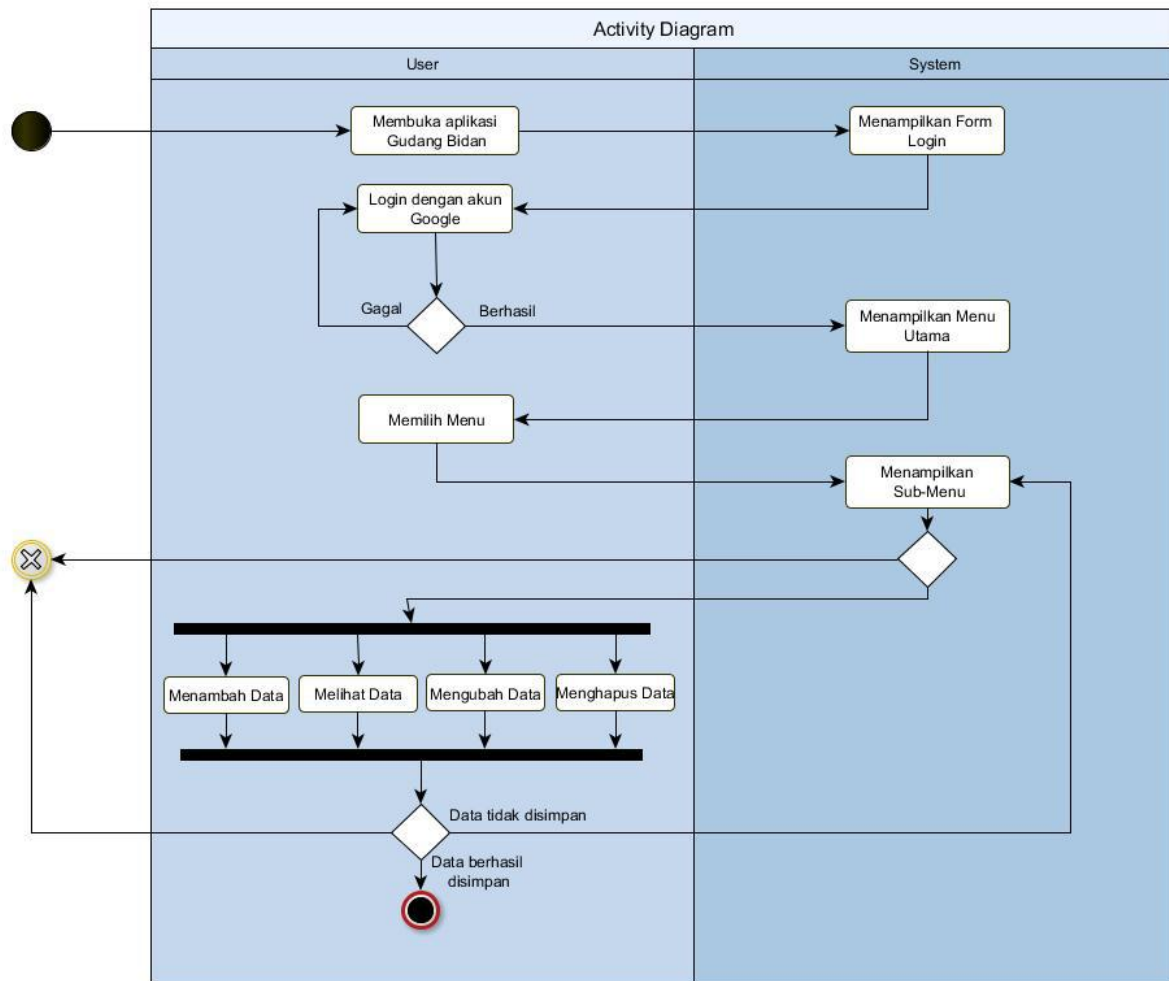 Activity Diagram
User
System
Membuka aplikasi
Gudang Bidan
Menampilkan Form
Login
Login dengan akun
Google
Gagal
Berhasil
Menampilkan Menu
Utama
Memilih Menu
Menampilkan
Sub-Menu
Menambah Data
Melihat Data
Mengubah Data
Menghapus Data
Data tidak disimpan
Data berhasil
disimpan